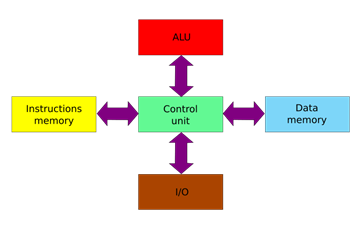 ALU
Instructions
memory
Control
unit
Data
memory
I/O